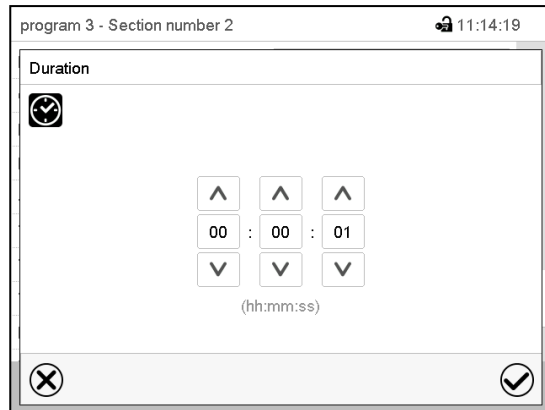 program 3 - Section number 2 11:14:19
Duration
00 : 00 : 01
(hh:mm:ss)